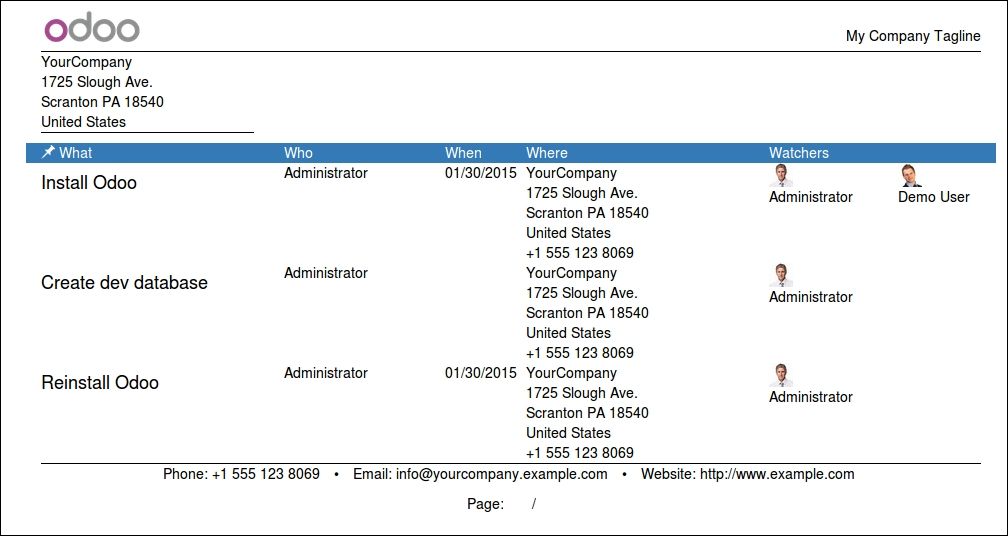 odoo
My Company Tagline
YourCompany
1725 Slough Ave.
Scranton PA 18540
United States
What Who When Where Watchers
Install Odoo Administrator 01/30/2015 YourCompany
1725 Slough Ave.
Administrator Demo User
Scranton PA 18540
United States
+1 555 123 8069
Create dev database Administrator YourCompany
1725 Slough Ave.
Administrator
Scranton PA 18540
United States
+1 555 123 8069
Reinstall Odoo Administrator 01/30/2015 YourCompany
1725 Slough Ave.
Administrator
Scranton PA 18540
United States
+1 555 123 8069
Phone: +1 555 123 8069 • Email: info@yourcompany.example.com • Website: http://www.example.com
Page: /